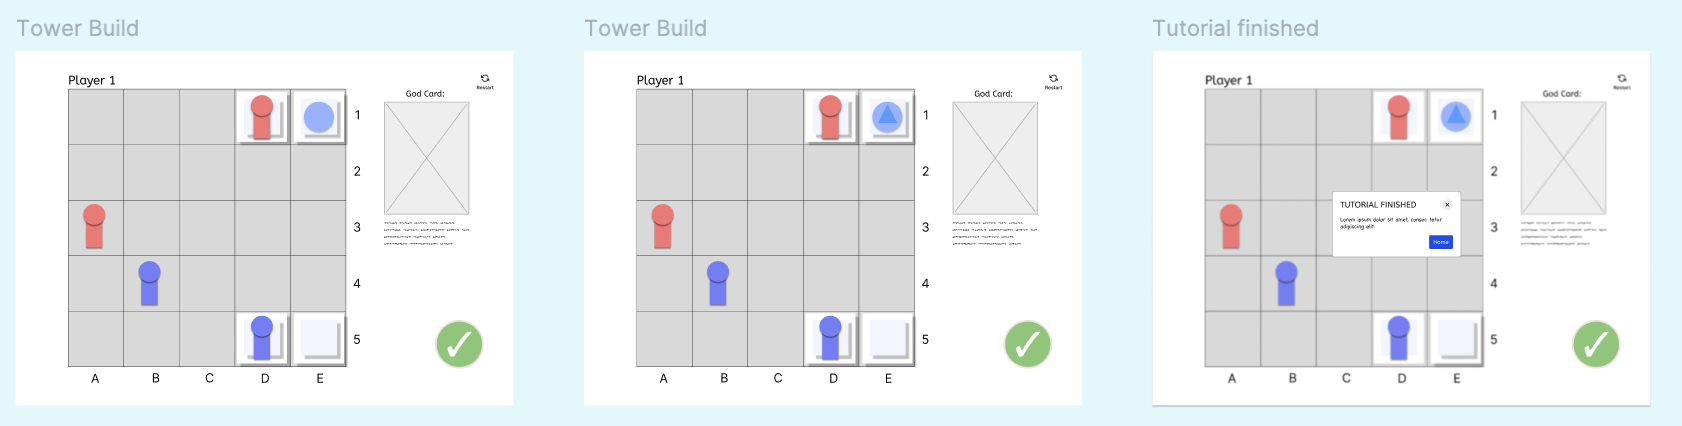 Tower Build
Player 1
Restart
God Card:
1
2
3
4
5
A B C D E
Tower Build
Player 1
Restart
God Card:
1
2
3
4
5
A B C D E
Tutorial finished
Player 1
Restart
God Card:
1
2
TUTORIAL FINISHED
Lorem ipsum dolor sit amet, consec tetur
adipiscing elit.
Home
3
4
5
A B C D E